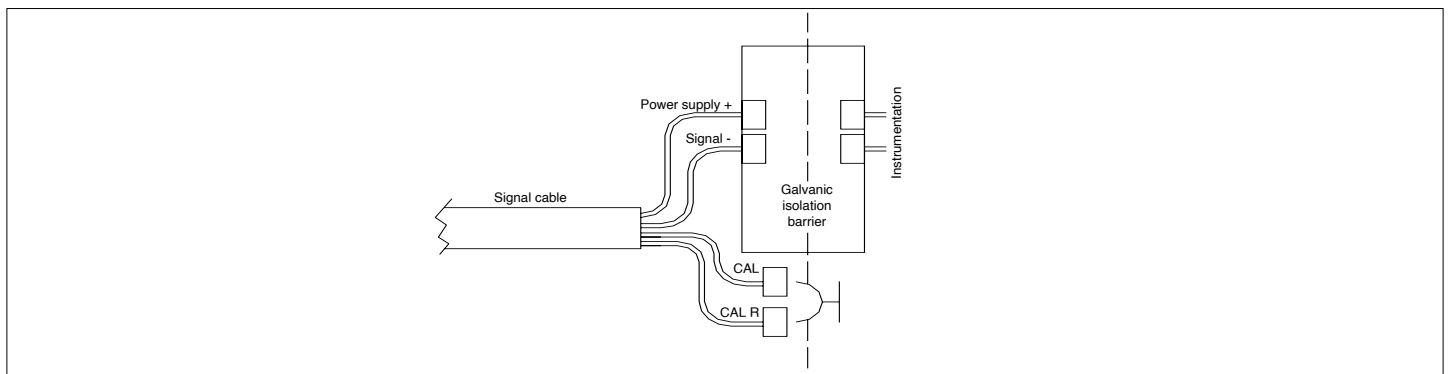 Power supply +
Signal -
Instrumentation
Signal cable
Galvanic
isolation
barrier
CAL
CAL R